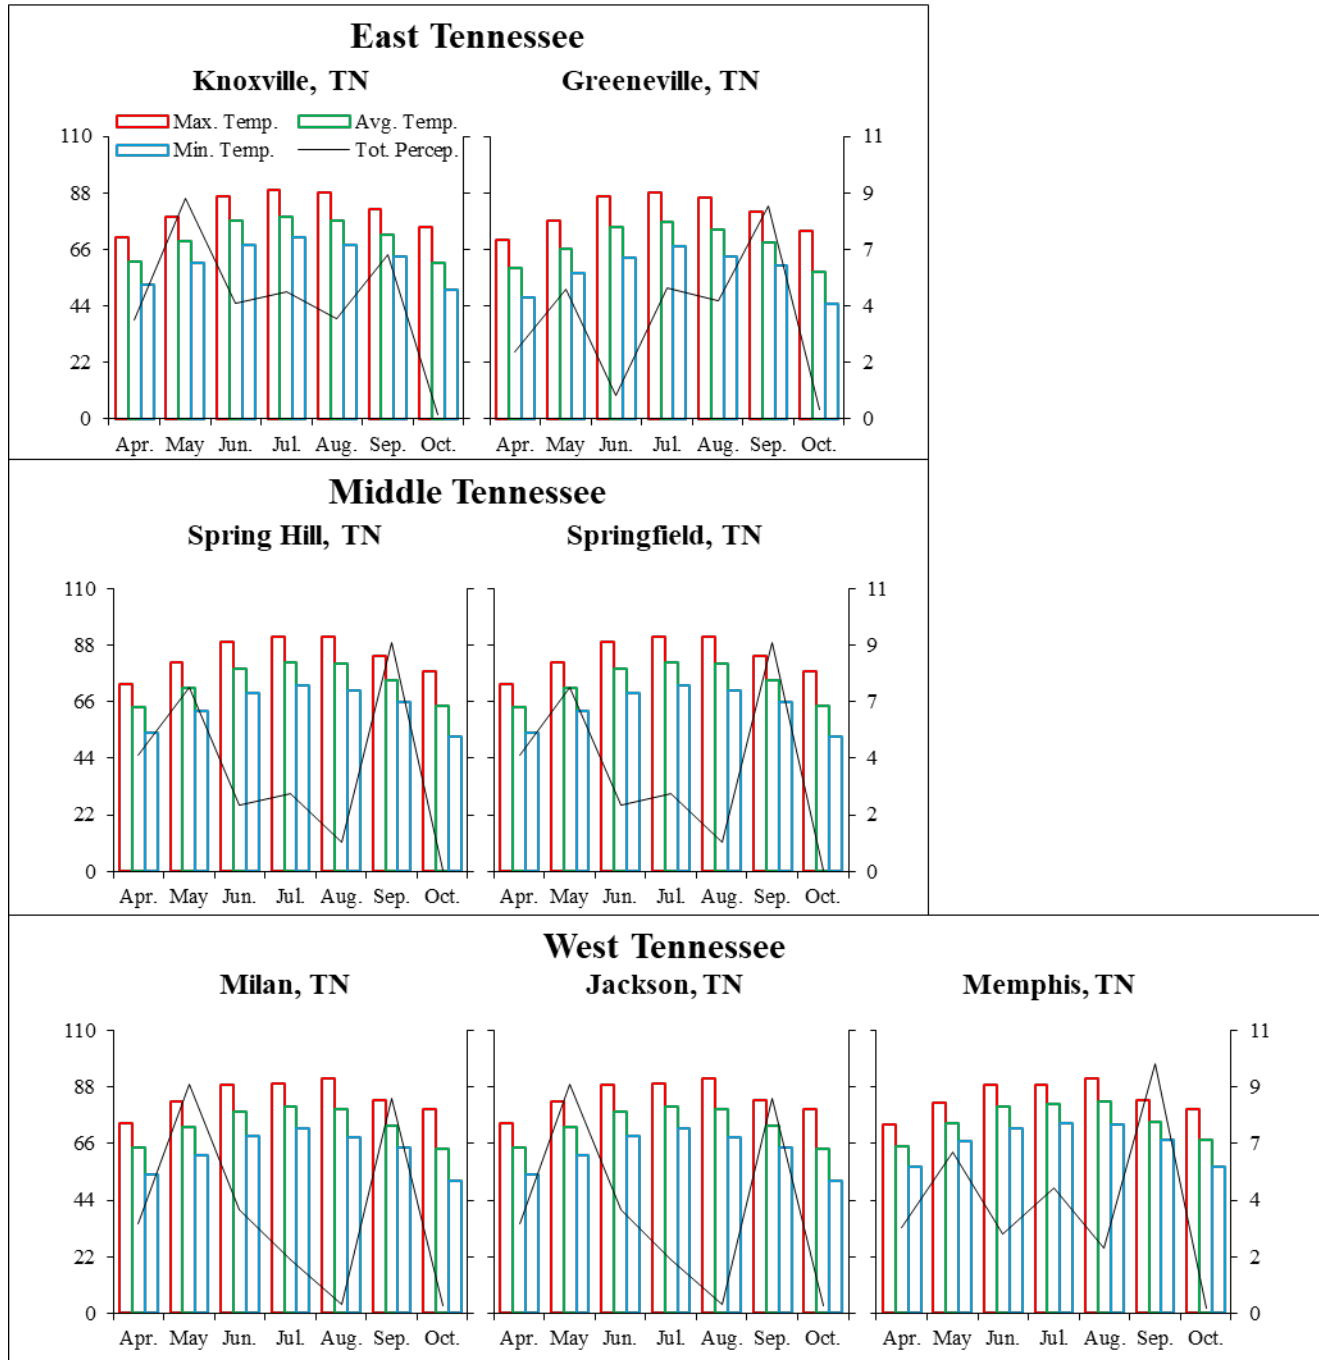 East Tennessee
Knoxville, TN Greeneville, TN
Max. Temp. Avg. Temp.
Min. Temp. Tot. Percep.
110 11
88 9
66 7
44 4
22 2
0 0
Apr. May Jun. Jul. Aug. Sep. Oct. Apr. May Jun. Jul. Aug. Sep. Oct.
Middle Tennessee
Spring Hill, TN Springfield, TN
110 11
88 9
66 7
44 4
22 2
0 0
Apr. May Jun. Jul. Aug. Sep. Oct. Apr. May Jun. Jul. Aug. Sep. Oct.
West Tennessee
Milan, TN Jackson, TN Memphis, TN
110 11
88 9
66 7
44 4
22 2
0 0
Apr. May Jun. Jul. Aug. Sep. Oct. Apr. May Jun. Jul. Aug. Sep. Oct. Apr. May Jun. Jul. Aug. Sep. Oct.